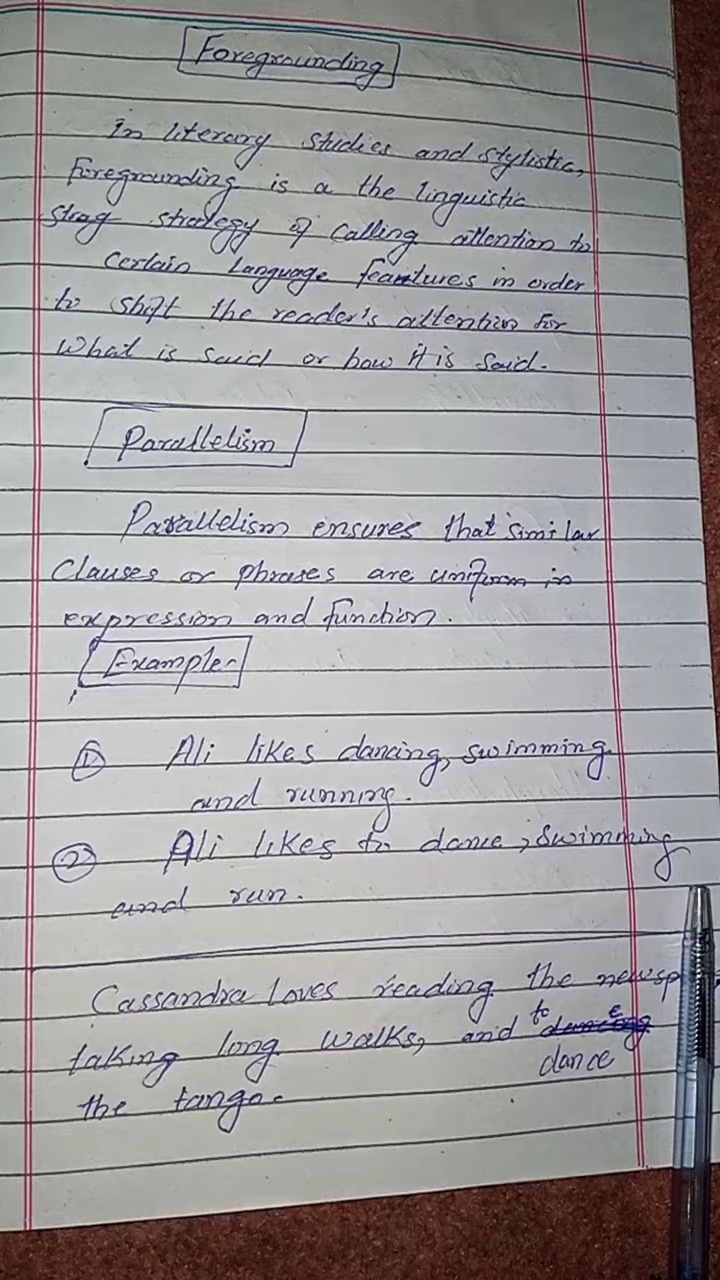 Foregrounding
In literary studies and stylistic,
Foregrounding is a the linguistic
strag strategy of calling attention to
certain language feantures in order
to shift the reader's attention for
what is said or how it is said.
Parallelism
Parallelism ensures that similar
Clauses or phrases are uniform in
expression and function.
Example-
① Ali likes dancing, swimming
and running.
② Ali likes to dance, swimming
and run.
Cassandra Loves reading the newsp
taking long walks, and to
dance
the tango.